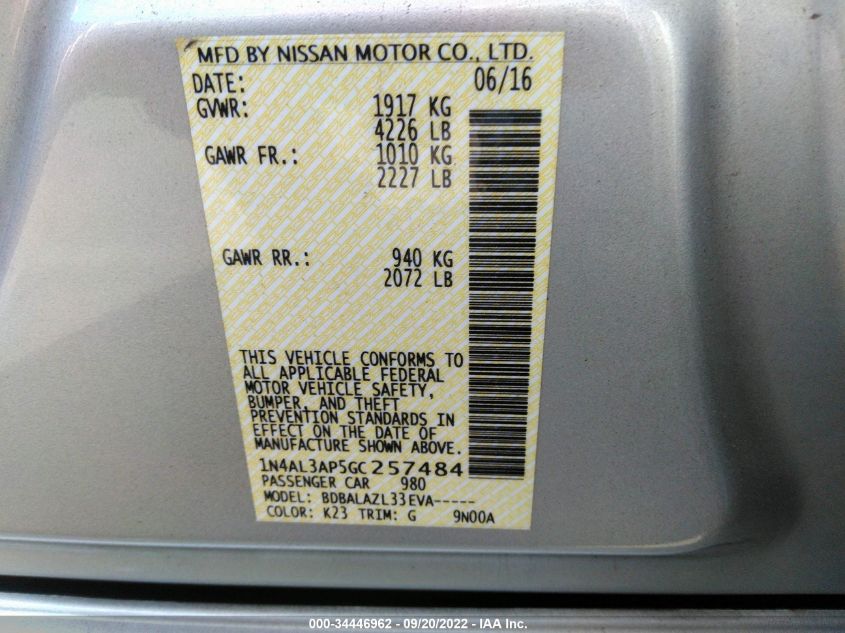 MFD BY NISSAN MOTOR CO., LTD.
DATE: 06/16
GVWR: 1917 KG
4226 LB
GAWR FR.: 1010 KG
2227 LB
GAWR RR.: 940 KG
2072 LB
THIS VEHICLE CONFORMS TO
ALL APPLICABLE FEDERAL
MOTOR VEHICLE SAFETY,
BUMPER, AND THEFT
PREVENTION STANDARDS IN
EFFECT ON THE DATE OF
MANUFACTURE SHOWN ABOVE.
1N4AL3AP5GC257484
PASSENGER CAR 980
MODEL: BDBALAZL33EVA-----
COLOR: K23 TRIM: G 9N00A
000-34446962 - 09/20/2022 - IAA Inc.